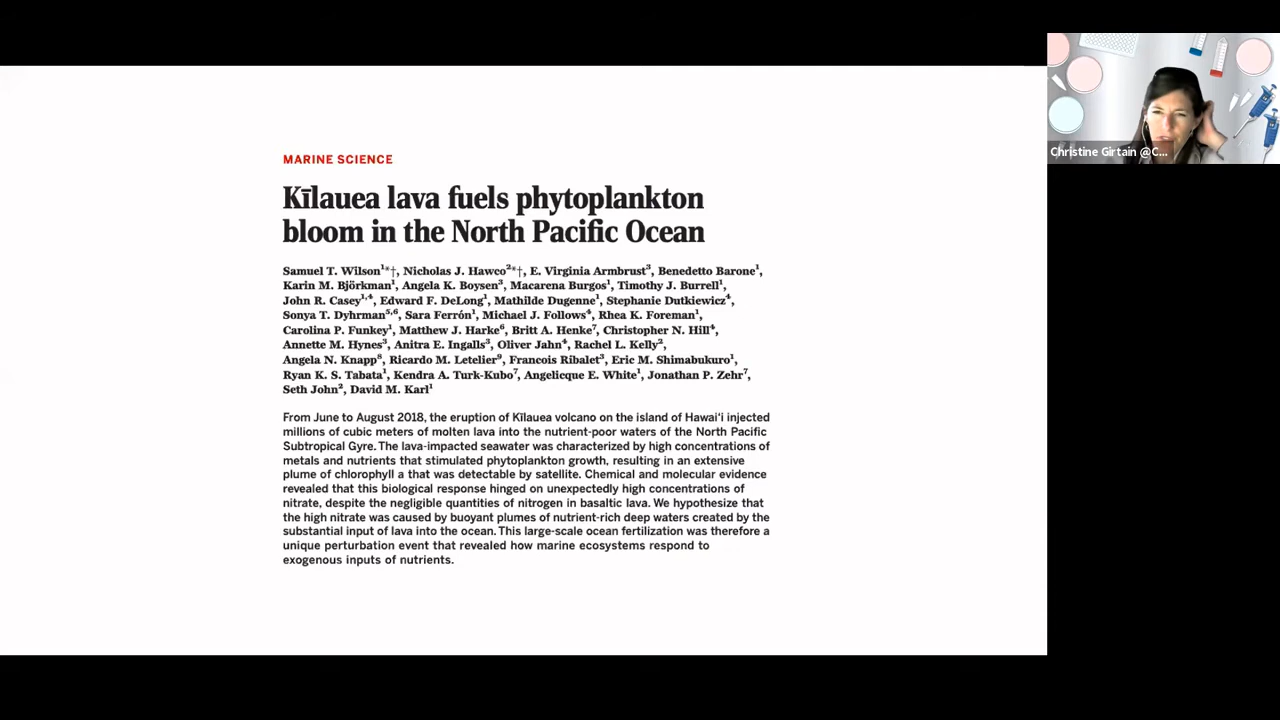 MARINE SCIENCE
Kīlauea lava fuels phytoplankton
bloom in the North Pacific Ocean
Samuel T. Wilson1*†, Nicholas J. Hawco2*†, E. Virginia Armbrust3, Benedetto Barone1,
Karin M. Björkman1, Angela K. Boysen3, Macarena Burgos1, Timothy J. Burrell1,
John R. Casey1,4, Edward F. DeLong1, Mathilde Dugenne1, Stephanie Dutkiewicz4,
Sonya T. Dyhrman5,6, Sara Ferrón1, Michael J. Follows4, Rhea K. Foreman1,
Carolina P. Funkey1, Matthew J. Harke6, Britt A. Henke7, Christopher N. Hill4,
Annette M. Hynes3, Anitra E. Ingalls3, Oliver Jahn4, Rachel L. Kelly2,
Angela N. Knapp8, Ricardo M. Letelier9, Francois Ribalet3, Eric M. Shimabukuro1,
Ryan K. S. Tabata1, Kendra A. Turk-Kubo7, Angelicque E. White1, Jonathan P. Zehr7,
Seth John2, David M. Karl1
From June to August 2018, the eruption of Kīlauea volcano on the island of Hawai‘i injected
millions of cubic meters of molten lava into the nutrient-poor waters of the North Pacific
Subtropical Gyre. The lava-impacted seawater was characterized by high concentrations of
metals and nutrients that stimulated phytoplankton growth, resulting in an extensive
plume of chlorophyll a that was detectable by satellite. Chemical and molecular evidence
revealed that this biological response hinged on unexpectedly high concentrations of
nitrate, despite the negligible quantities of nitrogen in basaltic lava. We hypothesize that
the high nitrate was caused by buoyant plumes of nutrient-rich deep waters created by the
substantial input of lava into the ocean. This large-scale ocean fertilization was therefore a
unique perturbation event that revealed how marine ecosystems respond to
exogenous inputs of nutrients.
Christine Girtain @C...